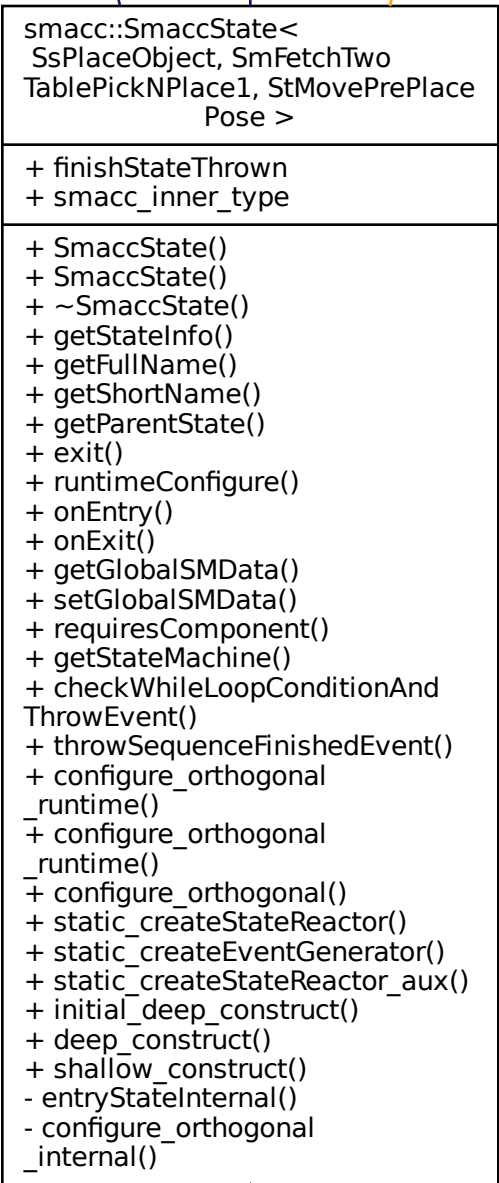 smacc::SmaccState<
SsPlaceObject, SmFetchTwo
TablePickNPlace1, StMovePrePlace
Pose >
+ finishStateThrown
+ smacc_inner_type
+ SmaccState()
+ SmaccState()
+ ~SmaccState()
+ getStateInfo()
+ getFullName()
+ getShortName()
+ getParentState()
+ exit()
+ runtimeConfigure()
+ onEntry()
+ onExit()
+ getGlobalSMData()
+ setGlobalSMData()
+ requiresComponent()
+ getStateMachine()
+ checkWhileLoopConditionAnd
ThrowEvent()
+ throwSequenceFinishedEvent()
+ configure_orthogonal
_runtime()
+ configure_orthogonal
_runtime()
+ configure_orthogonal()
+ static_createStateReactor()
+ static_createEventGenerator()
+ static_createStateReactor_aux()
+ initial_deep_construct()
+ deep_construct()
+ shallow_construct()
- entryStateInternal()
- configure_orthogonal
_internal()